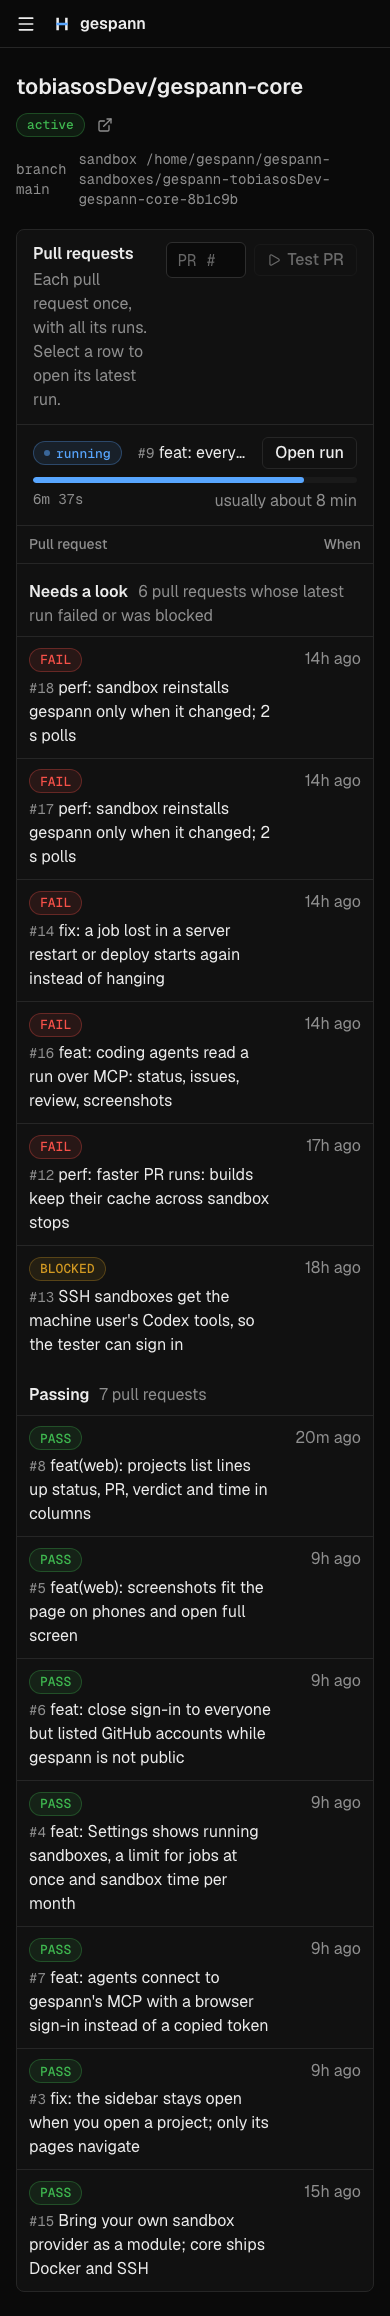 gespann
tobiasosDev/gespann-core
active
branch
main
sandbox /home/gespann/gespann-
sandboxes/gespann-tobiasosDev-
gespann-core-8b1c9b
Pull requests
Each pull
request once,
with all its runs.
Select a row to
open its latest
run.
PR #
Test PR
running
#9 feat: every…
Open run
6m 37s
usually about 8 min
Pull request
When
Needs a look 6 pull requests whose latest
run failed or was blocked
FAIL
14h ago
#18 perf: sandbox reinstalls
gespann only when it changed; 2
s polls
FAIL
14h ago
#17 perf: sandbox reinstalls
gespann only when it changed; 2
s polls
FAIL
14h ago
#14 fix: a job lost in a server
restart or deploy starts again
instead of hanging
FAIL
14h ago
#16 feat: coding agents read a
run over MCP: status, issues,
review, screenshots
FAIL
17h ago
#12 perf: faster PR runs: builds
keep their cache across sandbox
stops
BLOCKED
18h ago
#13 SSH sandboxes get the
machine user's Codex tools, so
the tester can sign in
Passing 7 pull requests
PASS
20m ago
#8 feat(web): projects list lines
up status, PR, verdict and time in
columns
PASS
9h ago
#5 feat(web): screenshots fit the
page on phones and open full
screen
PASS
9h ago
#6 feat: close sign-in to everyone
but listed GitHub accounts while
gespann is not public
PASS
9h ago
#4 feat: Settings shows running
sandboxes, a limit for jobs at
once and sandbox time per
month
PASS
9h ago
#7 feat: agents connect to
gespann's MCP with a browser
sign-in instead of a copied token
PASS
9h ago
#3 fix: the sidebar stays open
when you open a project; only its
pages navigate
PASS
15h ago
#15 Bring your own sandbox
provider as a module; core ships
Docker and SSH